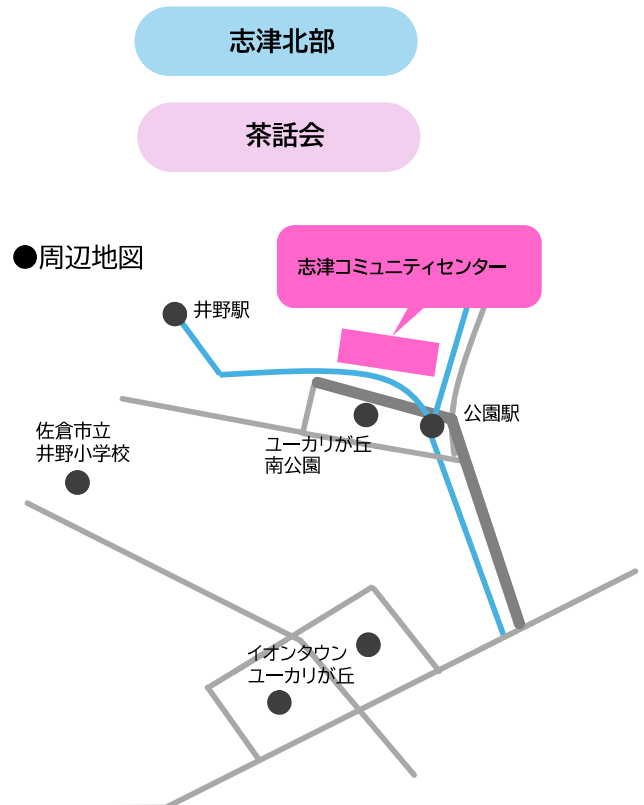 志津北部
茶話会
●周辺地図
志津コミュニティセンター
井野駅
公園駅
佐倉市立
井野小学校
ユーカリが丘
南公園
イオンタウン
ユーカリが丘